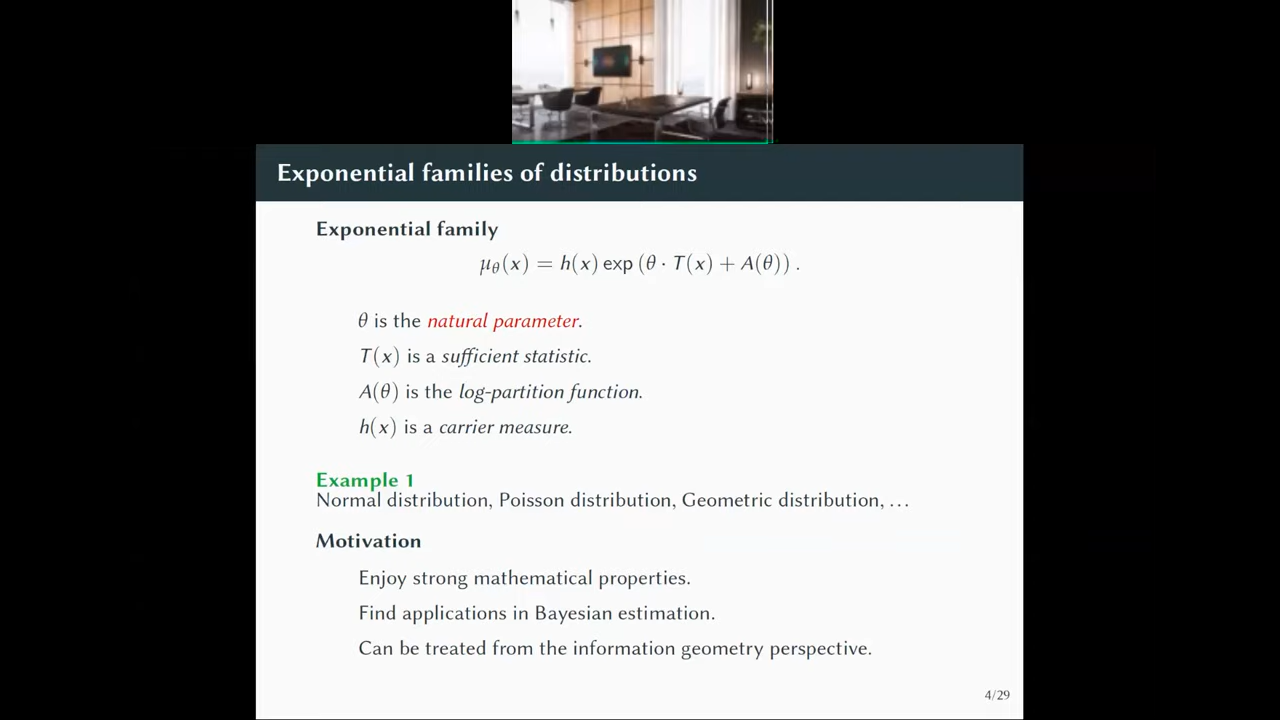 Exponential families of distributions
Exponential family
μθ(x) = h(x) exp (θ · T(x) + A(θ)) .
θ is the natural parameter.
T(x) is a sufficient statistic.
A(θ) is the log-partition function.
h(x) is a carrier measure.
Example 1
Normal distribution, Poisson distribution, Geometric distribution, ...
Motivation
Enjoy strong mathematical properties.
Find applications in Bayesian estimation.
Can be treated from the information geometry perspective.
4/29